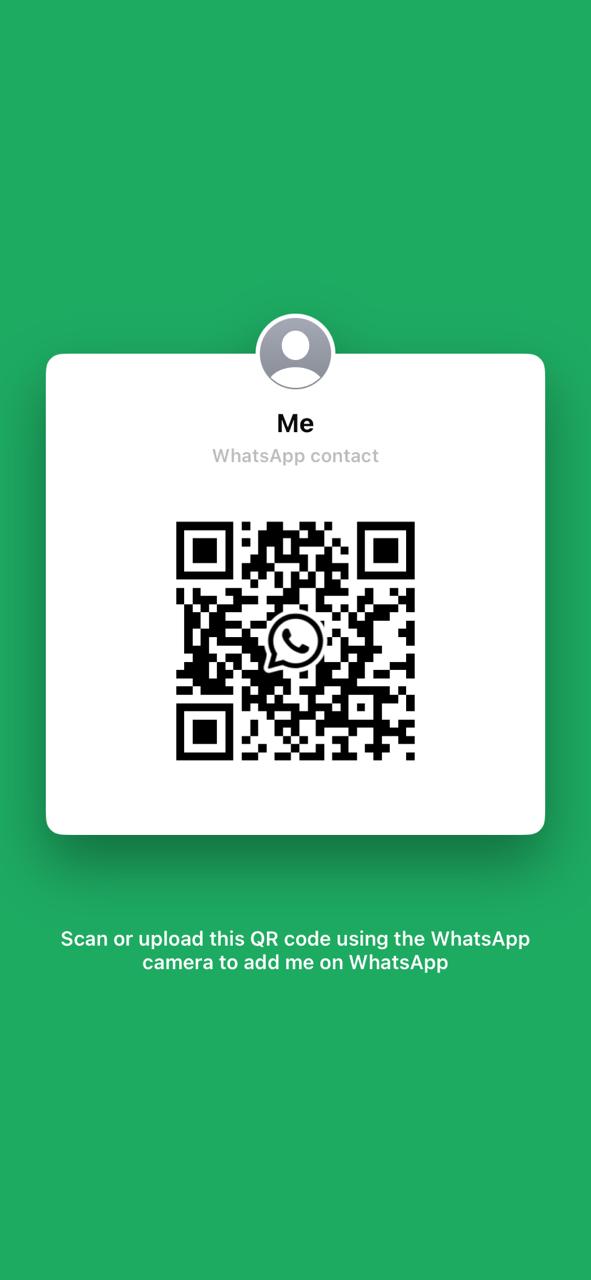 Me
WhatsApp contact
Scan or upload this QR code using the WhatsApp
camera to add me on WhatsApp